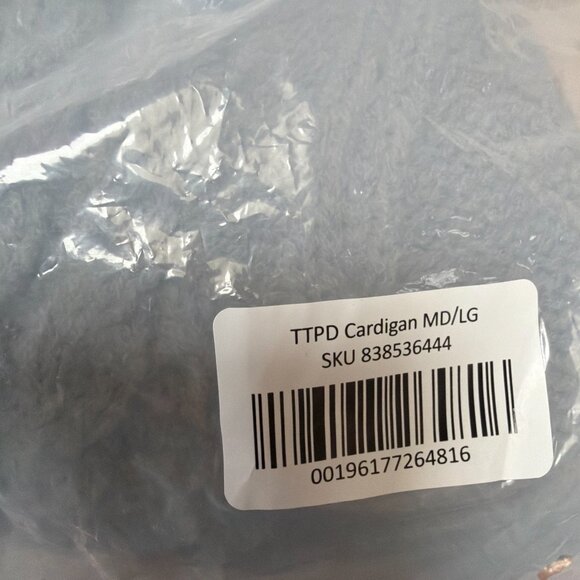 TTPD Cardigan MD/LG
SKU 838536444
00196177264816